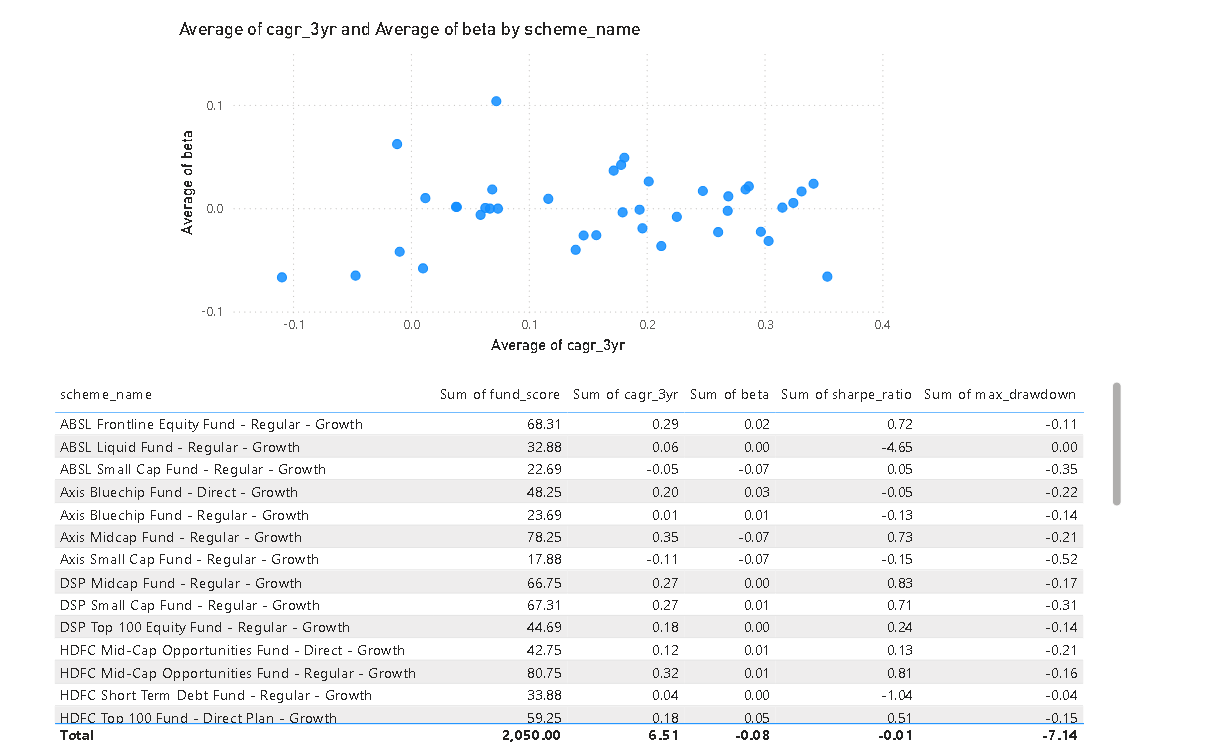 Average of cagr_3yr and Average of beta by scheme_name
0.1
0.0
-0.1
Average of beta
-0.1 0.0 0.1 0.2 0.3 0.4
Average of cagr_3yr
scheme_name Sum of fund_score Sum of cagr_3yr Sum of beta Sum of sharpe_ratio Sum of max_drawdown
ABSL Frontline Equity Fund - Regular - Growth 68.31 0.29 0.02 0.72 -0.11
ABSL Liquid Fund - Regular - Growth 32.88 0.06 0.00 -4.65 0.00
ABSL Small Cap Fund - Regular - Growth 22.69 -0.05 -0.07 0.05 -0.35
Axis Bluechip Fund - Direct - Growth 48.25 0.20 0.03 -0.05 -0.22
Axis Bluechip Fund - Regular - Growth 23.69 0.01 0.01 -0.13 -0.14
Axis Midcap Fund - Regular - Growth 78.25 0.35 -0.07 0.73 -0.21
Axis Small Cap Fund - Regular - Growth 17.88 -0.11 -0.07 -0.15 -0.52
DSP Midcap Fund - Regular - Growth 66.75 0.27 0.00 0.83 -0.17
DSP Small Cap Fund - Regular - Growth 67.31 0.27 0.01 0.71 -0.31
DSP Top 100 Equity Fund - Regular - Growth 44.69 0.18 0.00 0.24 -0.14
HDFC Mid-Cap Opportunities Fund - Direct - Growth 42.75 0.12 0.01 0.13 -0.21
HDFC Mid-Cap Opportunities Fund - Regular - Growth 80.75 0.32 0.01 0.81 -0.16
HDFC Short Term Debt Fund - Regular - Growth 33.88 0.04 0.00 -1.04 -0.04
HDFC Top 100 Fund - Direct Plan - Growth 59.25 0.18 0.05 0.51 -0.15
Total 2,050.00 6.51 -0.08 -0.01 -7.14